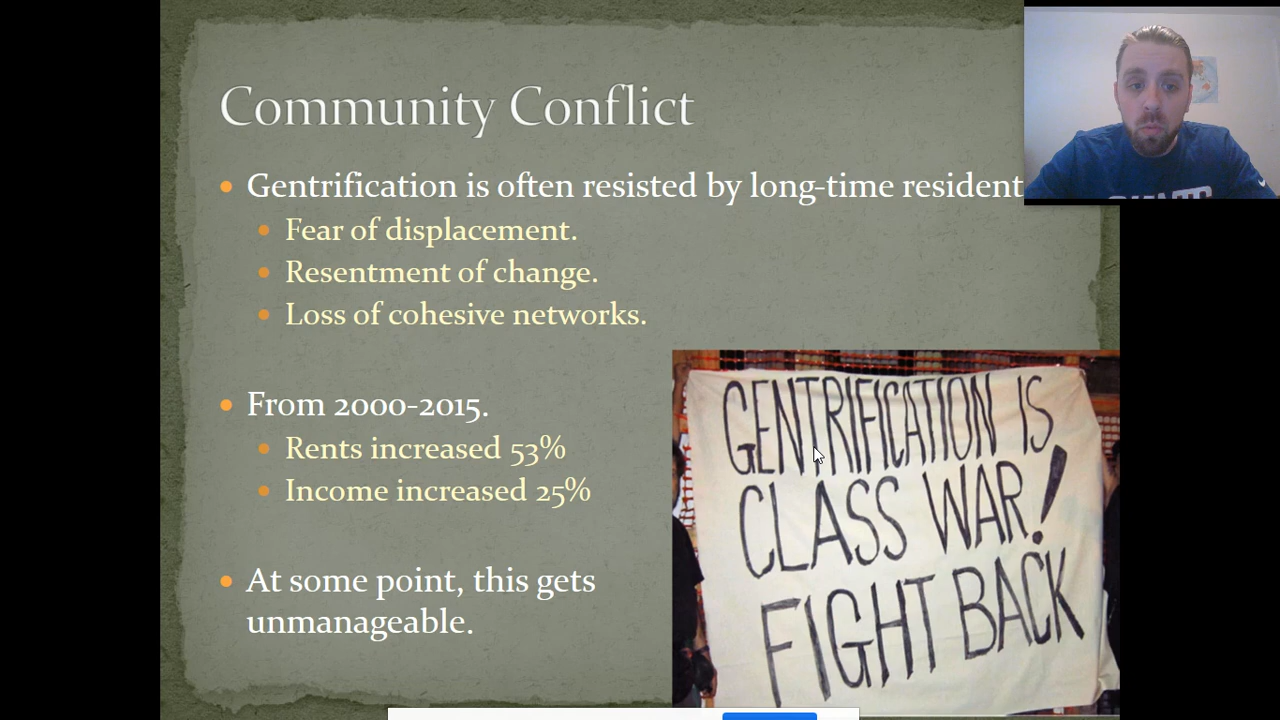 Community Conflict
Gentrification is often resisted by long-time resident
Fear of displacement.
Resentment of change.
Loss of cohesive networks.
From 2000-2015.
Rents increased 53%
Income increased 25%
At some point, this gets
unmanageable.
GENTRIFICATION IS
CLASS WAR!
FIGHT BACK